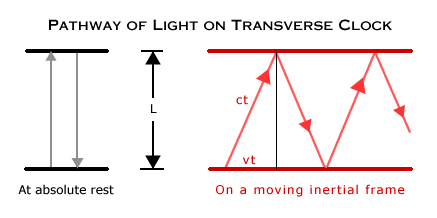 Pathway of Light on Transverse Clock
L
ct
vt
At absolute rest
On a moving inertial frame